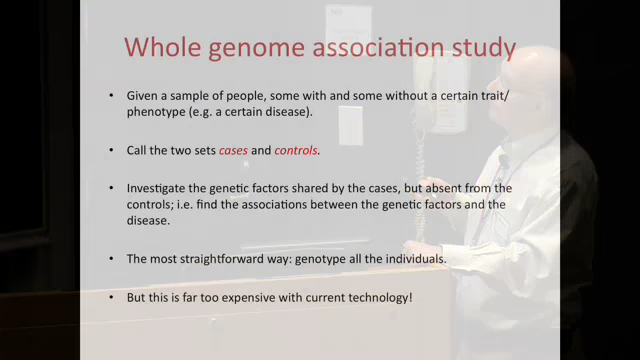 Whole genome association study
• Given a sample of people, some with and some without a certain trait/
phenotype (e.g. a certain disease).
• Call the two sets cases and controls.
• Investigate the genetic factors shared by the cases, but absent from the
controls; i.e. find the associations between the genetic factors and the
disease.
• The most straightforward way: genotype all the individuals.
• But this is far too expensive with current technology!